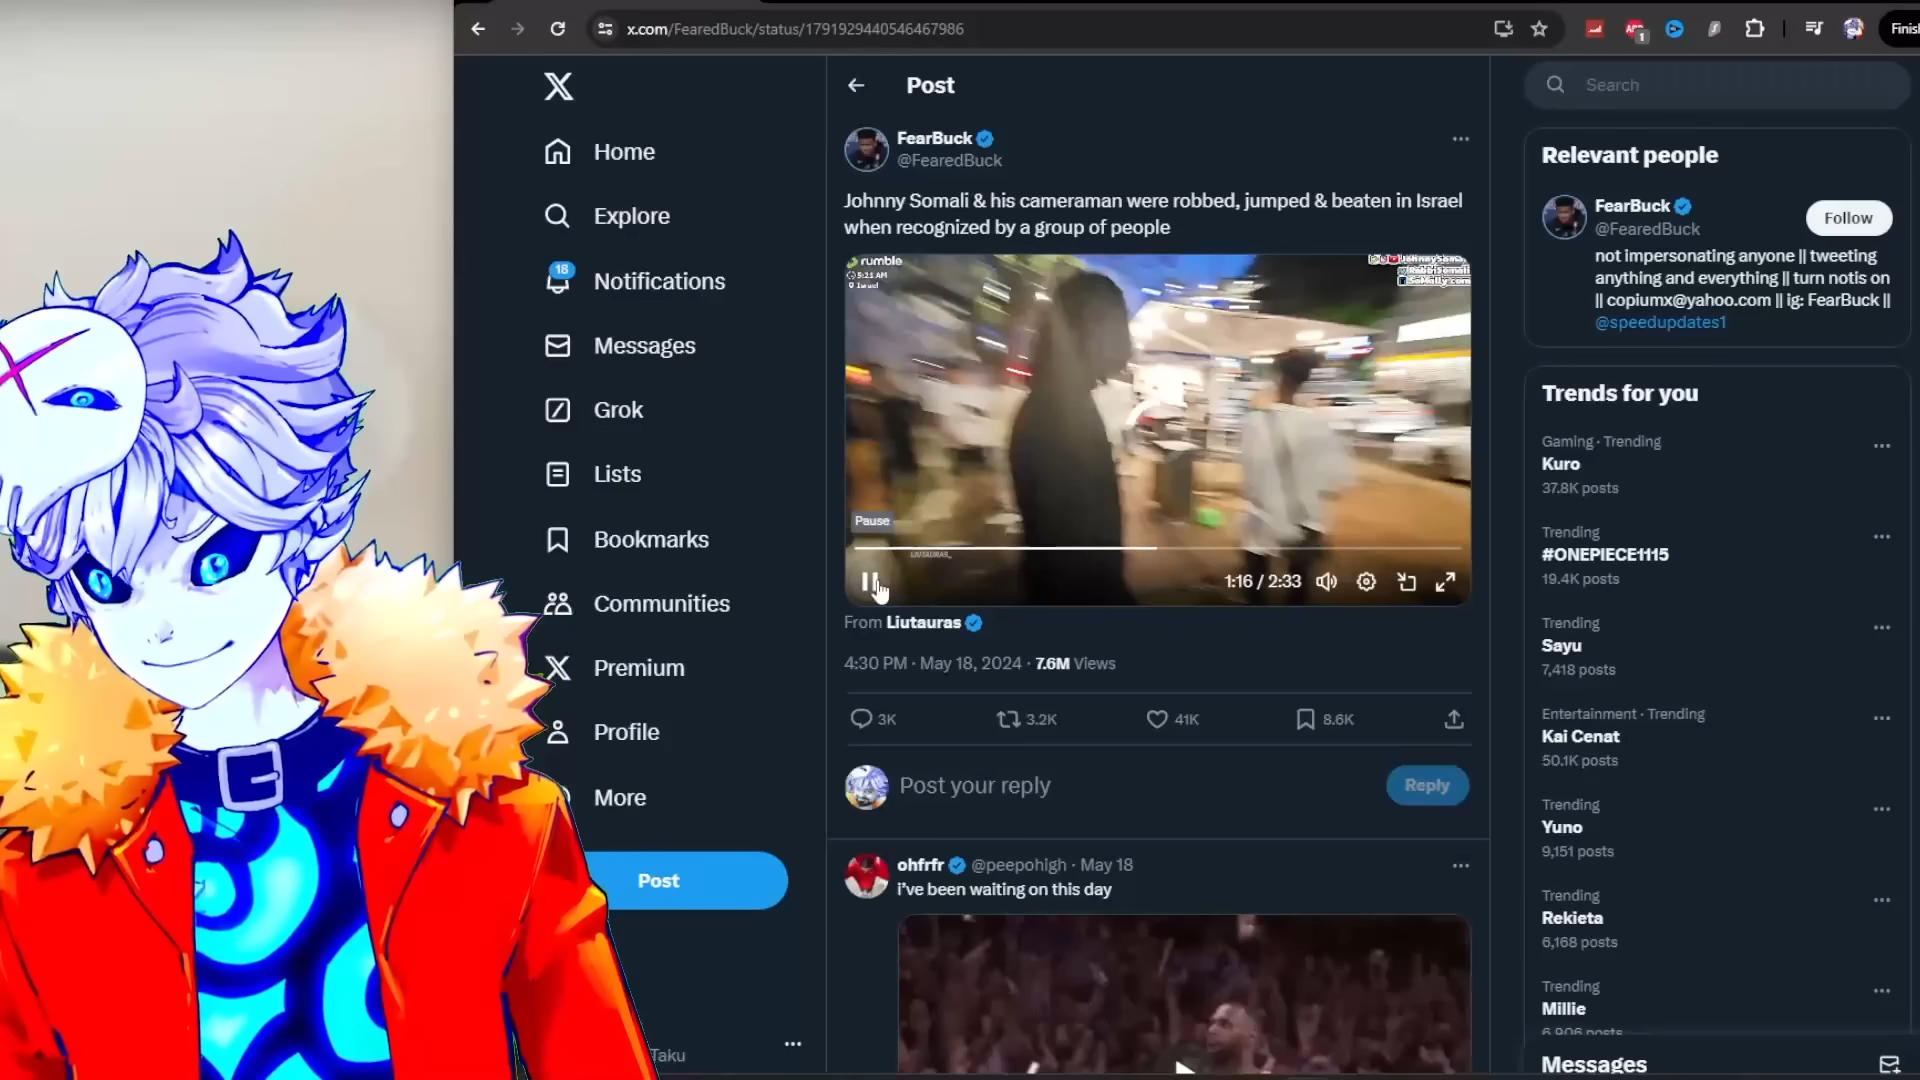 x.com/FearedBuck/status/1791929440546467986
1
Finis
Home
Explore
18
Notifications
Messages
Grok
Lists
Bookmarks
Communities
Premium
Profile
More
Post
Taku
Post
FearBuck
@FearedBuck
Johnny Somali & his cameraman were robbed, jumped & beaten in Israel
when recognized by a group of people
rumble
5:21 AM
Israel
Pause
1:16 / 2:33
From Liutauras
4:30 PM · May 18, 2024 · 7.6M Views
3K
3.2K
41K
8.6K
Post your reply
Reply
ohfrfr @peepohigh · May 18
i've been waiting on this day
Search
Relevant people
FearBuck
@FearedBuck
Follow
not impersonating anyone || tweeting
anything and everything || turn notis on
|| copiumx@yahoo.com || ig: FearBuck ||
@speedupdates1
Trends for you
Gaming · Trending
Kuro
37.8K posts
Trending
#ONEPIECE1115
19.4K posts
Trending
Sayu
7,418 posts
Entertainment · Trending
Kai Cenat
50.1K posts
Trending
Yuno
9,151 posts
Trending
Rekieta
6,168 posts
Trending
Millie
6,906 posts
Messages